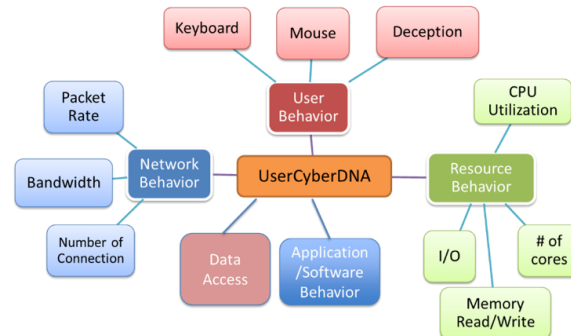 Keyboard
Mouse
Deception
User
Behavior
CPU
Utilization
Packet
Rate
Network
Behavior
Bandwidth
UserCyberDNA
Resource
Behavior
Number of
Connection
Data
Access
Application
/Software
Behavior
I/O
# of
cores
Memory
Read/Write